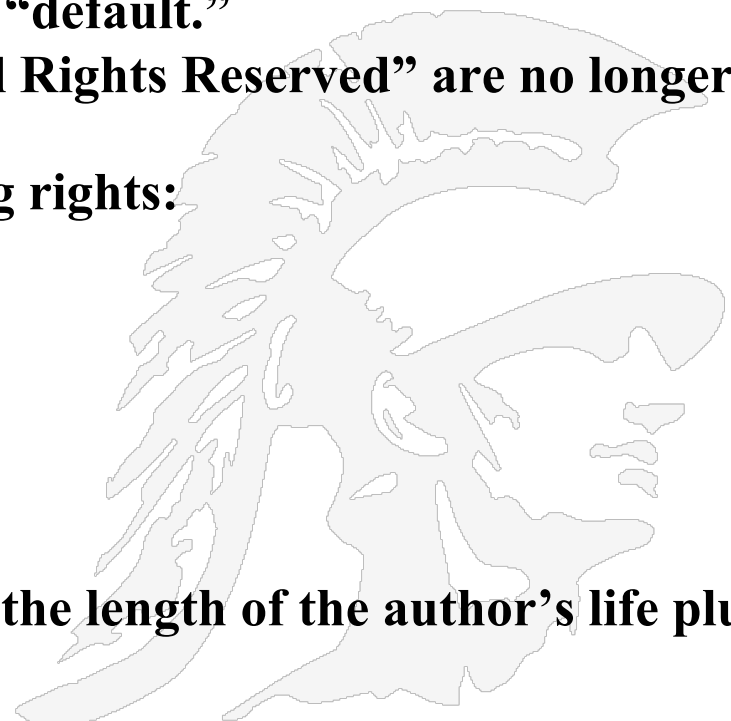 “default.”
Rights Reserved” are no longer
rights:
the length of the author’s life